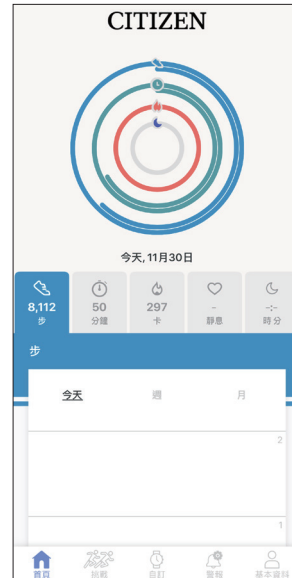 CITIZEN
今天, 11月30日
8,112 50 297 - -:-
步 分鐘 卡 靜息 時 分
步
今天 週 月
2
1
首頁 挑戰 自訂 警報 基本資料